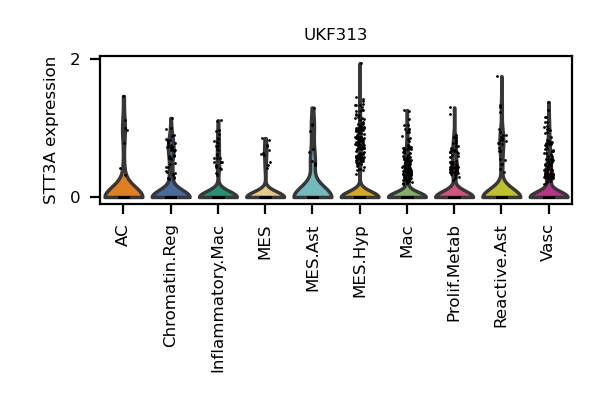 UKF313
STT3A expression
2
0
AC
Chromatin.Reg
Inflammatory.Mac
MES
MES.Ast
MES.Hyp
Mac
Prolif.Metab
Reactive.Ast
Vasc